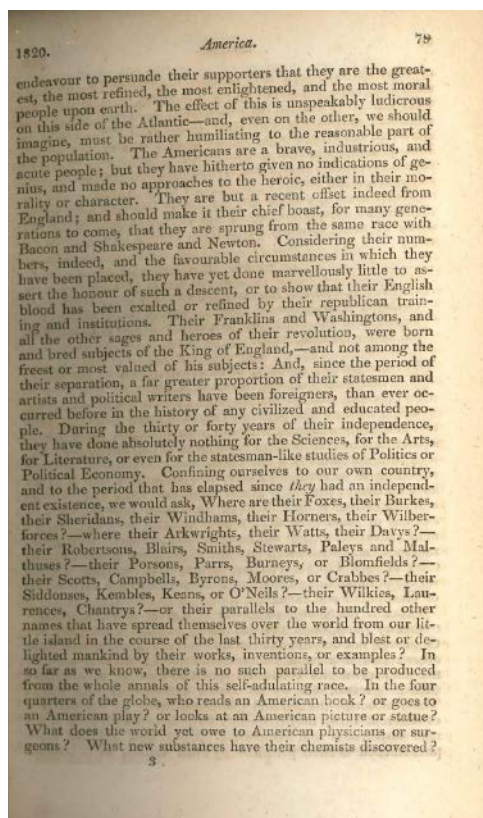 1820.
America.
79
endeavour to persuade their supporters that they are the great-
est, the most refined, the most enlightened, and the most moral
people upon earth. The effect of this is unspeakably ludicrous
on this side of the Atlantic—and, even on the other, we should
imagine, must be rather humiliating to the reasonable part of
the population. The Americans are a brave, industrious, and
acute people; but they have hitherto given no indications of ge-
nius, and made no approaches to the heroic, either in their mo-
rality or character. They are but a recent offset indeed from
England; and should make it their chief boast, for many gene-
rations to come, that they are sprung from the same race with
Bacon and Shakespeare and Newton. Considering their num-
bers, indeed, and the favourable circumstances in which they
have been placed, they have yet done marvellously little to as-
sert the honour of such a descent, or to show that their English
blood has been exalted or refined by their republican train-
ing and institutions. Their Franklins and Washingtons, and
all the other sages and heroes of their revolution, were born
and bred subjects of the King of England,—and not among the
freest or most valued of his subjects: And, since the period of
their separation, a far greater proportion of their statesmen and
artists and political writers have been foreigners, than ever oc-
curred before in the history of any civilized and educated peo-
ple. During the thirty or forty years of their independence,
they have done absolutely nothing for the Sciences, for the Arts,
for Literature, or even for the statesman-like studies of Politics or
Political Economy. Confining ourselves to our own country,
and to the period that has elapsed since they had an independ-
ent existence, we would ask, Where are their Foxes, their Burkes,
their Sheridans, their Windhams, their Horners, their Wilber-
forces?—where their Arkwrights, their Watts, their Davys?—
their Robertsons, Blairs, Smiths, Stewarts, Paleys and Mal-
thuses?—their Porsons, Parrs, Burneys, or Blomfields?—
their Scotts, Campbells, Byrons, Moores, or Crabbes?—their
Siddonses, Kembles, Keans, or O'Neils?—their Wilkies, Lau-
rences, Chantrys?—or their parallels to the hundred other
names that have spread themselves over the world from our lit-
tle island in the course of the last thirty years, and blest or de-
lighted mankind by their works, inventions, or examples? In
so far as we know, there is no such parallel to be produced
from the whole annals of this self-adulating race. In the four
quarters of the globe, who reads an American book? or goes to
an American play? or looks at an American picture or statue?
What does the world yet owe to American physicians or sur-
geons? What new substances have their chemists discovered?
3